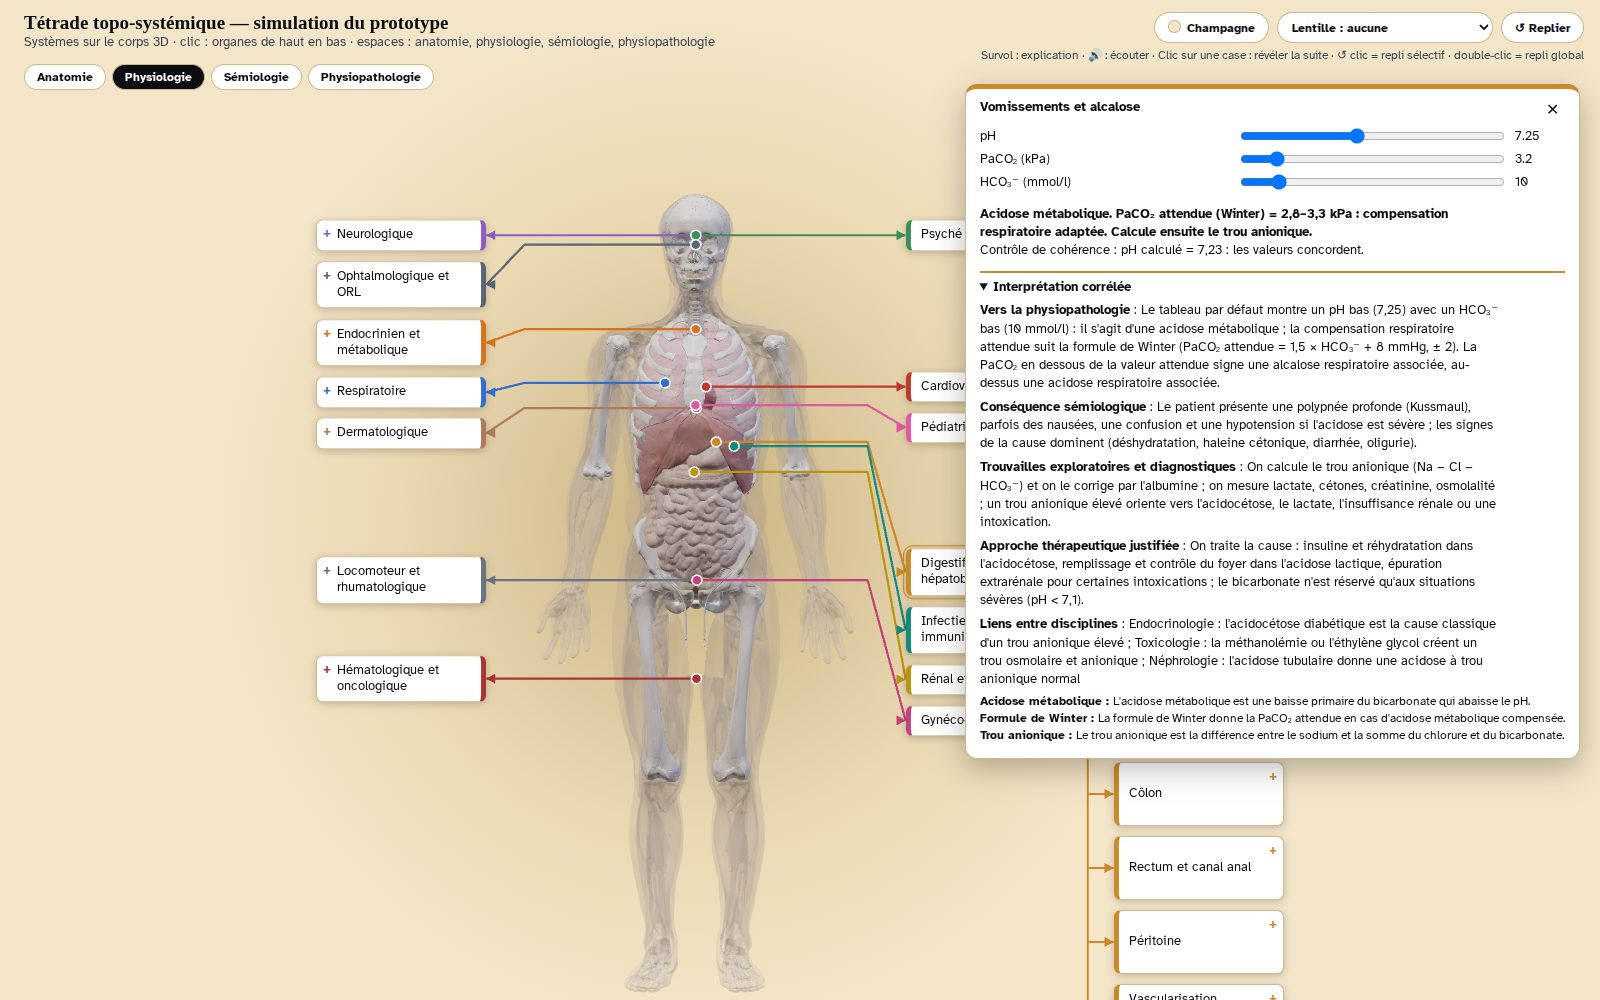 Tétrade topo-systémique — simulation du prototype
Systèmes sur le corps 3D · clic : organes de haut en bas · espaces : anatomie, physiologie, sémiologie, physiopathologie
Anatomie
Physiologie
Sémiologie
Physiopathologie
Champagne
Lentille : aucune
↺ Replier
Survol : explication · 🔊 : écouter · Clic sur une case : révéler la suite · ↺ clic = repli sélectif · double-clic = repli global
+ Neurologique
+ Ophtalmologique et
ORL
+ Endocrinien et
métabolique
+ Respiratoire
+ Dermatologique
+ Locomoteur et
rhumatologique
+ Hématologique et
oncologique
Psyché
Cardiov
Pédiatri
Digestif
hépatob
Infectie
immuni
Rénal et
Gynéco
Vomissements et alcalose
✕
pH
7.25
PaCO₂ (kPa)
3.2
HCO₃⁻ (mmol/l)
10
Acidose métabolique. PaCO₂ attendue (Winter) = 2,8–3,3 kPa : compensation
respiratoire adaptée. Calcule ensuite le trou anionique.
Contrôle de cohérence : pH calculé = 7,23 : les valeurs concordent.
▼ Interprétation corrélée
Vers la physiopathologie : Le tableau par défaut montre un pH bas (7,25) avec un HCO₃⁻
bas (10 mmol/l) : il s'agit d'une acidose métabolique ; la compensation respiratoire
attendue suit la formule de Winter (PaCO₂ attendue = 1,5 × HCO₃⁻ + 8 mmHg, ± 2). La
PaCO₂ en dessous de la valeur attendue signe une alcalose respiratoire associée, au-
dessus une acidose respiratoire associée.
Conséquence sémiologique : Le patient présente une polypnée profonde (Kussmaul),
parfois des nausées, une confusion et une hypotension si l'acidose est sévère ; les signes
de la cause dominent (déshydratation, haleine cétonique, diarrhée, oligurie).
Trouvailles exploratoires et diagnostiques : On calcule le trou anionique (Na − Cl −
HCO₃⁻) et on le corrige par l'albumine ; on mesure lactate, cétones, créatinine, osmolalité
; un trou anionique élevé oriente vers l'acidocétose, le lactate, l'insuffisance rénale ou une
intoxication.
Approche thérapeutique justifiée : On traite la cause : insuline et réhydratation dans
l'acidocétose, remplissage et contrôle du foyer dans l'acidose lactique, épuration
extrarénale pour certaines intoxications ; le bicarbonate n'est réservé qu'aux situations
sévères (pH < 7,1).
Liens entre disciplines : Endocrinologie : l'acidocétose diabétique est la cause classique
d'un trou anionique élevé ; Toxicologie : la méthanolémie ou l'éthylène glycol créent un
trou osmolaire et anionique ; Néphrologie : l'acidose tubulaire donne une acidose à trou
anionique normal
Acidose métabolique : L'acidose métabolique est une baisse primaire du bicarbonate qui abaisse le pH.
Formule de Winter : La formule de Winter donne la PaCO₂ attendue en cas d'acidose métabolique compensée.
Trou anionique : Le trou anionique est la différence entre le sodium et la somme du chlorure et du bicarbonate.
Côlon +
Rectum et canal anal +
Péritoine +
Vascularisation +